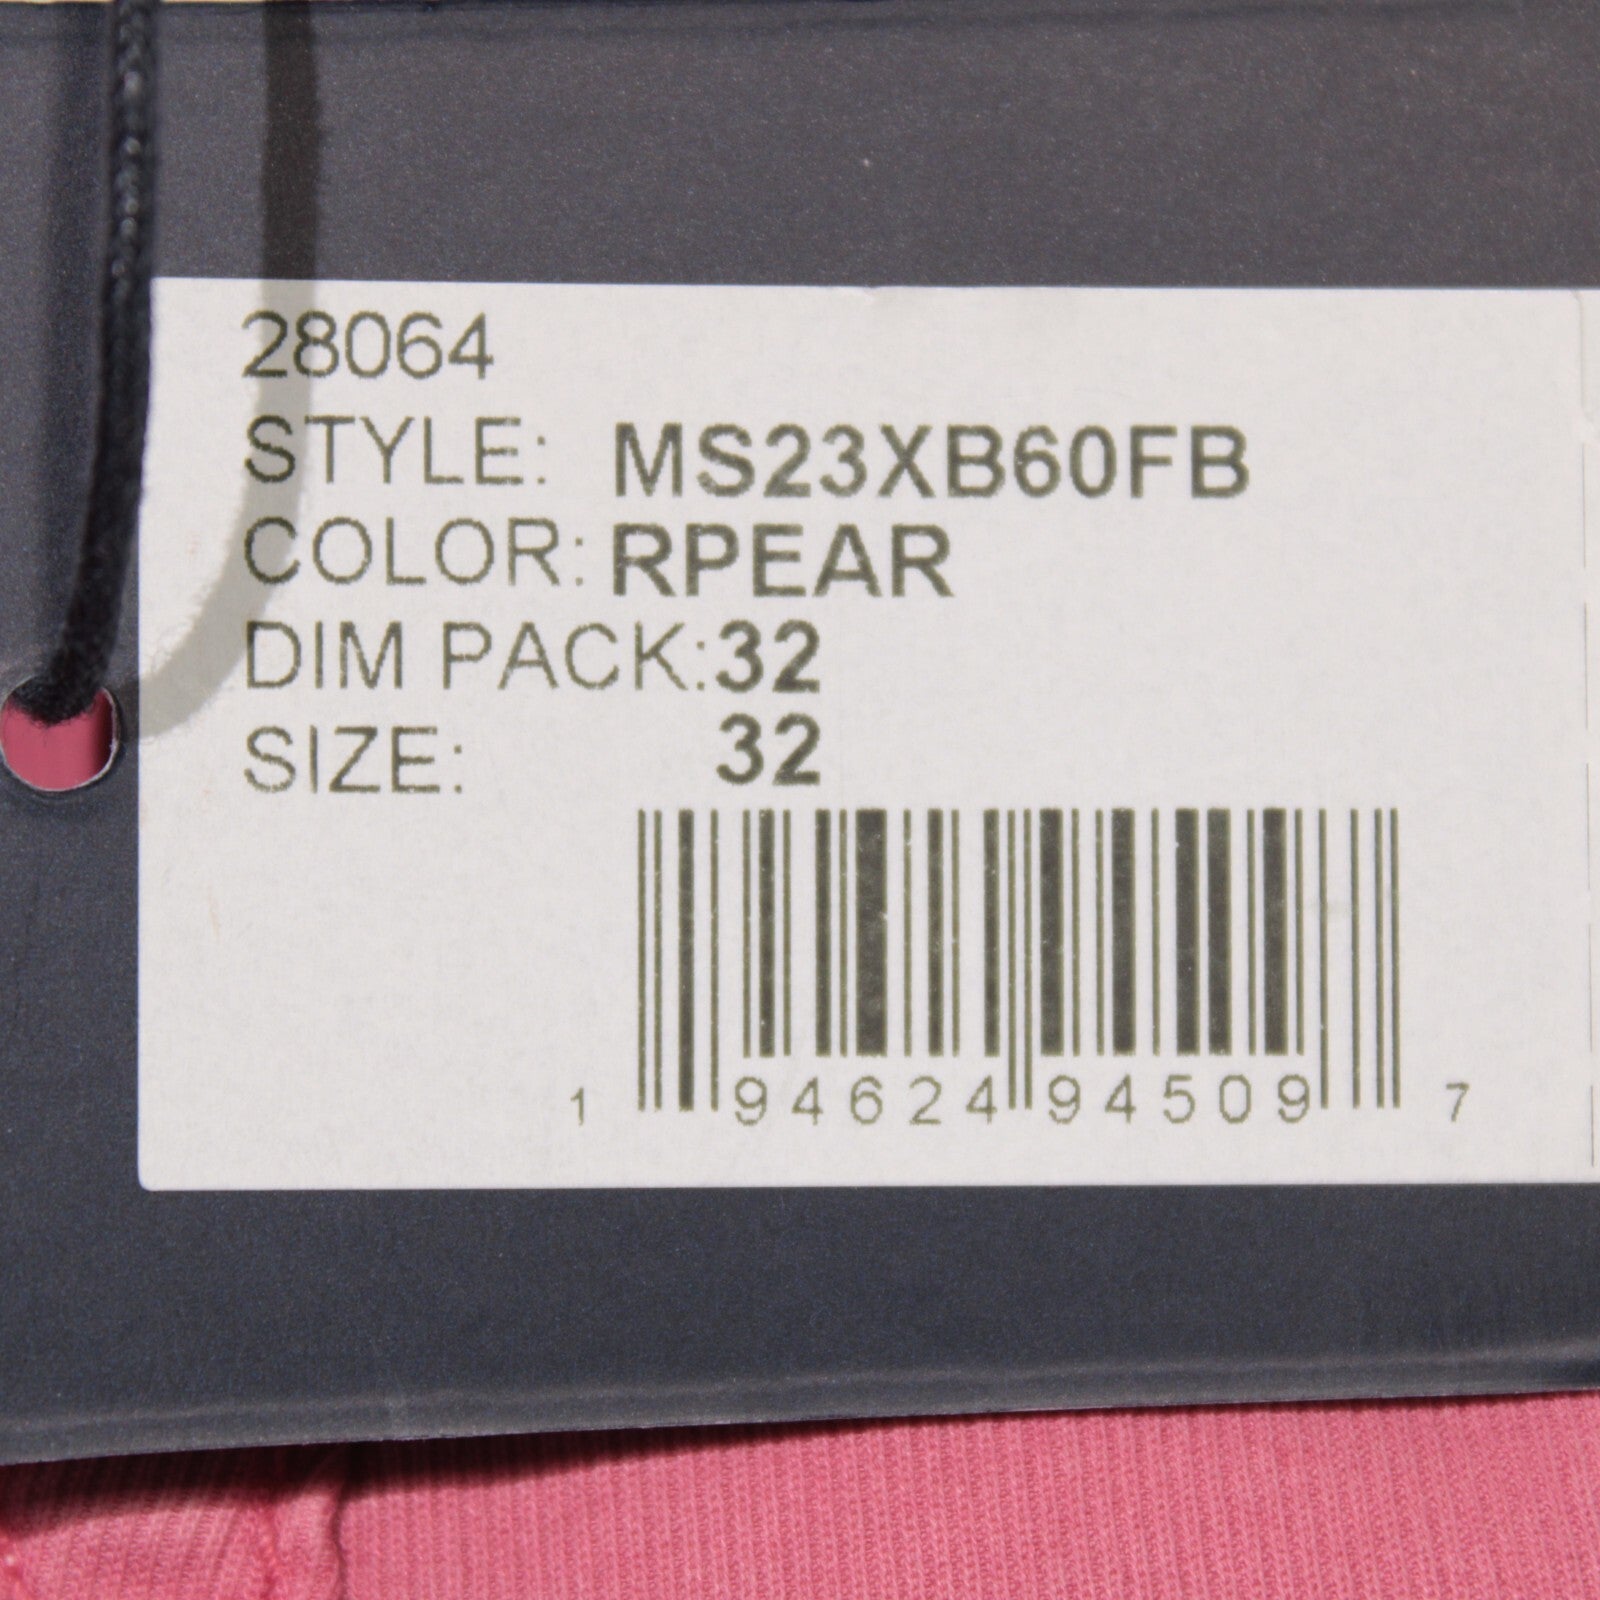 28064
STYLE: MS23XB60FB
COLOR: RPEAR
DIM PACK:32
SIZE: 32
1 94624 94509 7